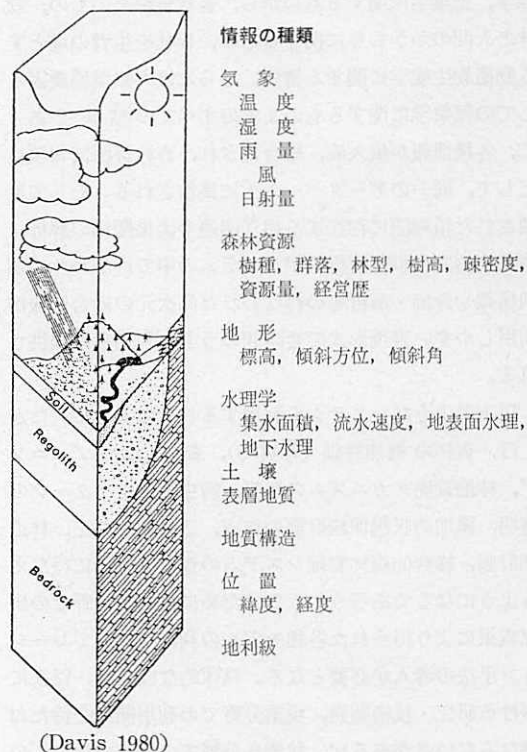 情報の種類
気 象
温 度
湿 度
雨 量
風
日射量
森林資源
樹種, 群落, 林型, 樹高, 疎密度,
資源量, 経営歴
地 形
標高, 傾斜方位, 傾斜角
水理学
集水面積, 流水速度, 地表面水理,
地下水理
土 壌
表層地質
地質構造
位 置
緯度, 経度
地利級
Soil
Regolith
Bedrock
(Davis 1980)